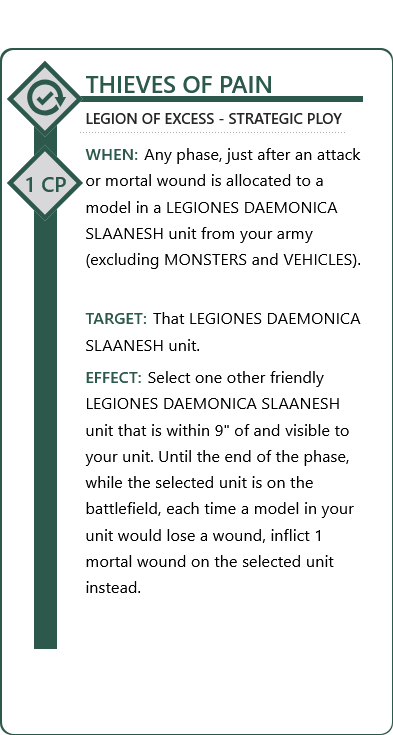 THIEVES OF PAIN
LEGION OF EXCESS - STRATEGIC PLOY
WHEN: Any phase, just after an attack
or mortal wound is allocated to a
model in a LEGIONES DAEMONICA
SLAANESH unit from your army
(excluding MONSTERS and VEHICLES).
1 CP
TARGET: That LEGIONES DAEMONICA
SLAANESH unit.
EFFECT: Select one other friendly
LEGIONES DAEMONICA SLAANESH
unit that is within 9" of and visible to
your unit. Until the end of the phase,
while the selected unit is on the
battlefield, each time a model in your
unit would lose a wound, inflict 1
mortal wound on the selected unit
instead.